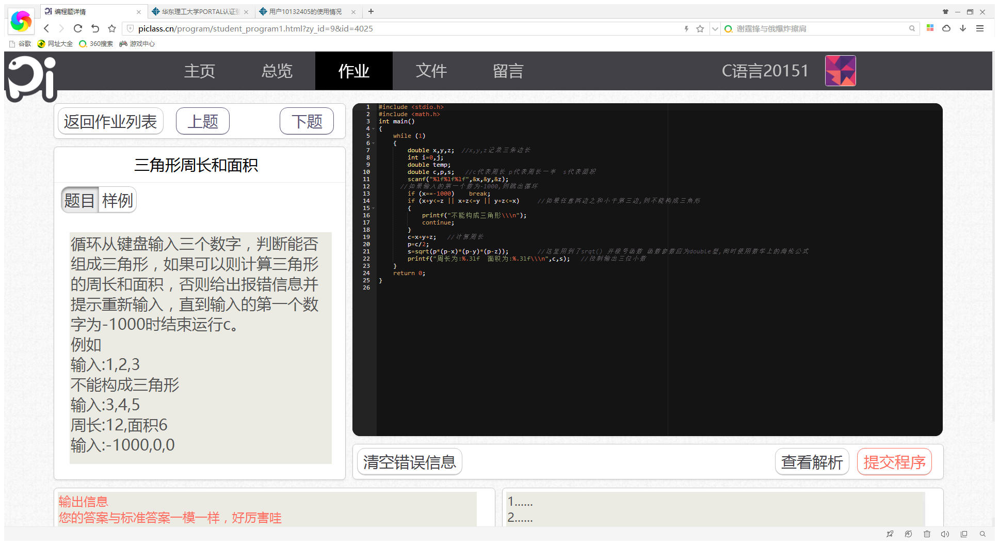 编程题详情
华东理工大学PORTAL认证登
用户10132405的使用情况
piclass.cn/program/student_program1.html?zy_id=9&id=4025
谢霆锋与俄爆炸擦肩
谷歌
网址大全
360搜索
游戏中心
主页
总览
作业
文件
留言
C语言20151
返回作业列表
上题
下题
三角形周长和面积
题目
样例
循环从键盘输入三个数字，判断能否
组成三角形，如果可以则计算三角形
的周长和面积，否则给出报错信息并
提示重新输入，直到输入的第一个数
字为-1000时结束运行c。
例如
输入:1,2,3
不能构成三角形
输入:3,4,5
周长:12,面积6
输入:-1000,0,0
1 #include <stdio.h>
2 #include <math.h>
3 int main()
4 {
5 while (1)
6 {
7 double x,y,z; //x,y,z记录三条边长
8 int i=0,j;
9 double temp;
10 double c,p,s; //c代表周长 p代表周长一半 s代表面积
11 scanf("%lf%lf%lf",&x,&y,&z);
12 //如果输入的第一个数为-1000,则跳出循环
13 if (x==-1000) break;
14 if (x+y<=z || x+z<=y || y+z<=x) //如果任意两边之和小于第三边,则不能构成三角形
15 {
16 printf("不能构成三角形\\\n");
17 continue;
18 }
19 c=x+y+z; //计算周长
20 p=c/2;
21 s=sqrt(p*(p-x)*(p-y)*(p-z)); //这里用到了srqt() 开根号函数 函数参数应为double型,同时使用数学上的海伦公式
22 printf("周长为:%.3lf 面积为:%.3lf\\\n",c,s); //控制输出三位小数
23 }
24 return 0;
25 }
26
清空错误信息
查看解析
提交程序
输出信息
您的答案与标准答案一模一样，好厉害哇
1......
2......